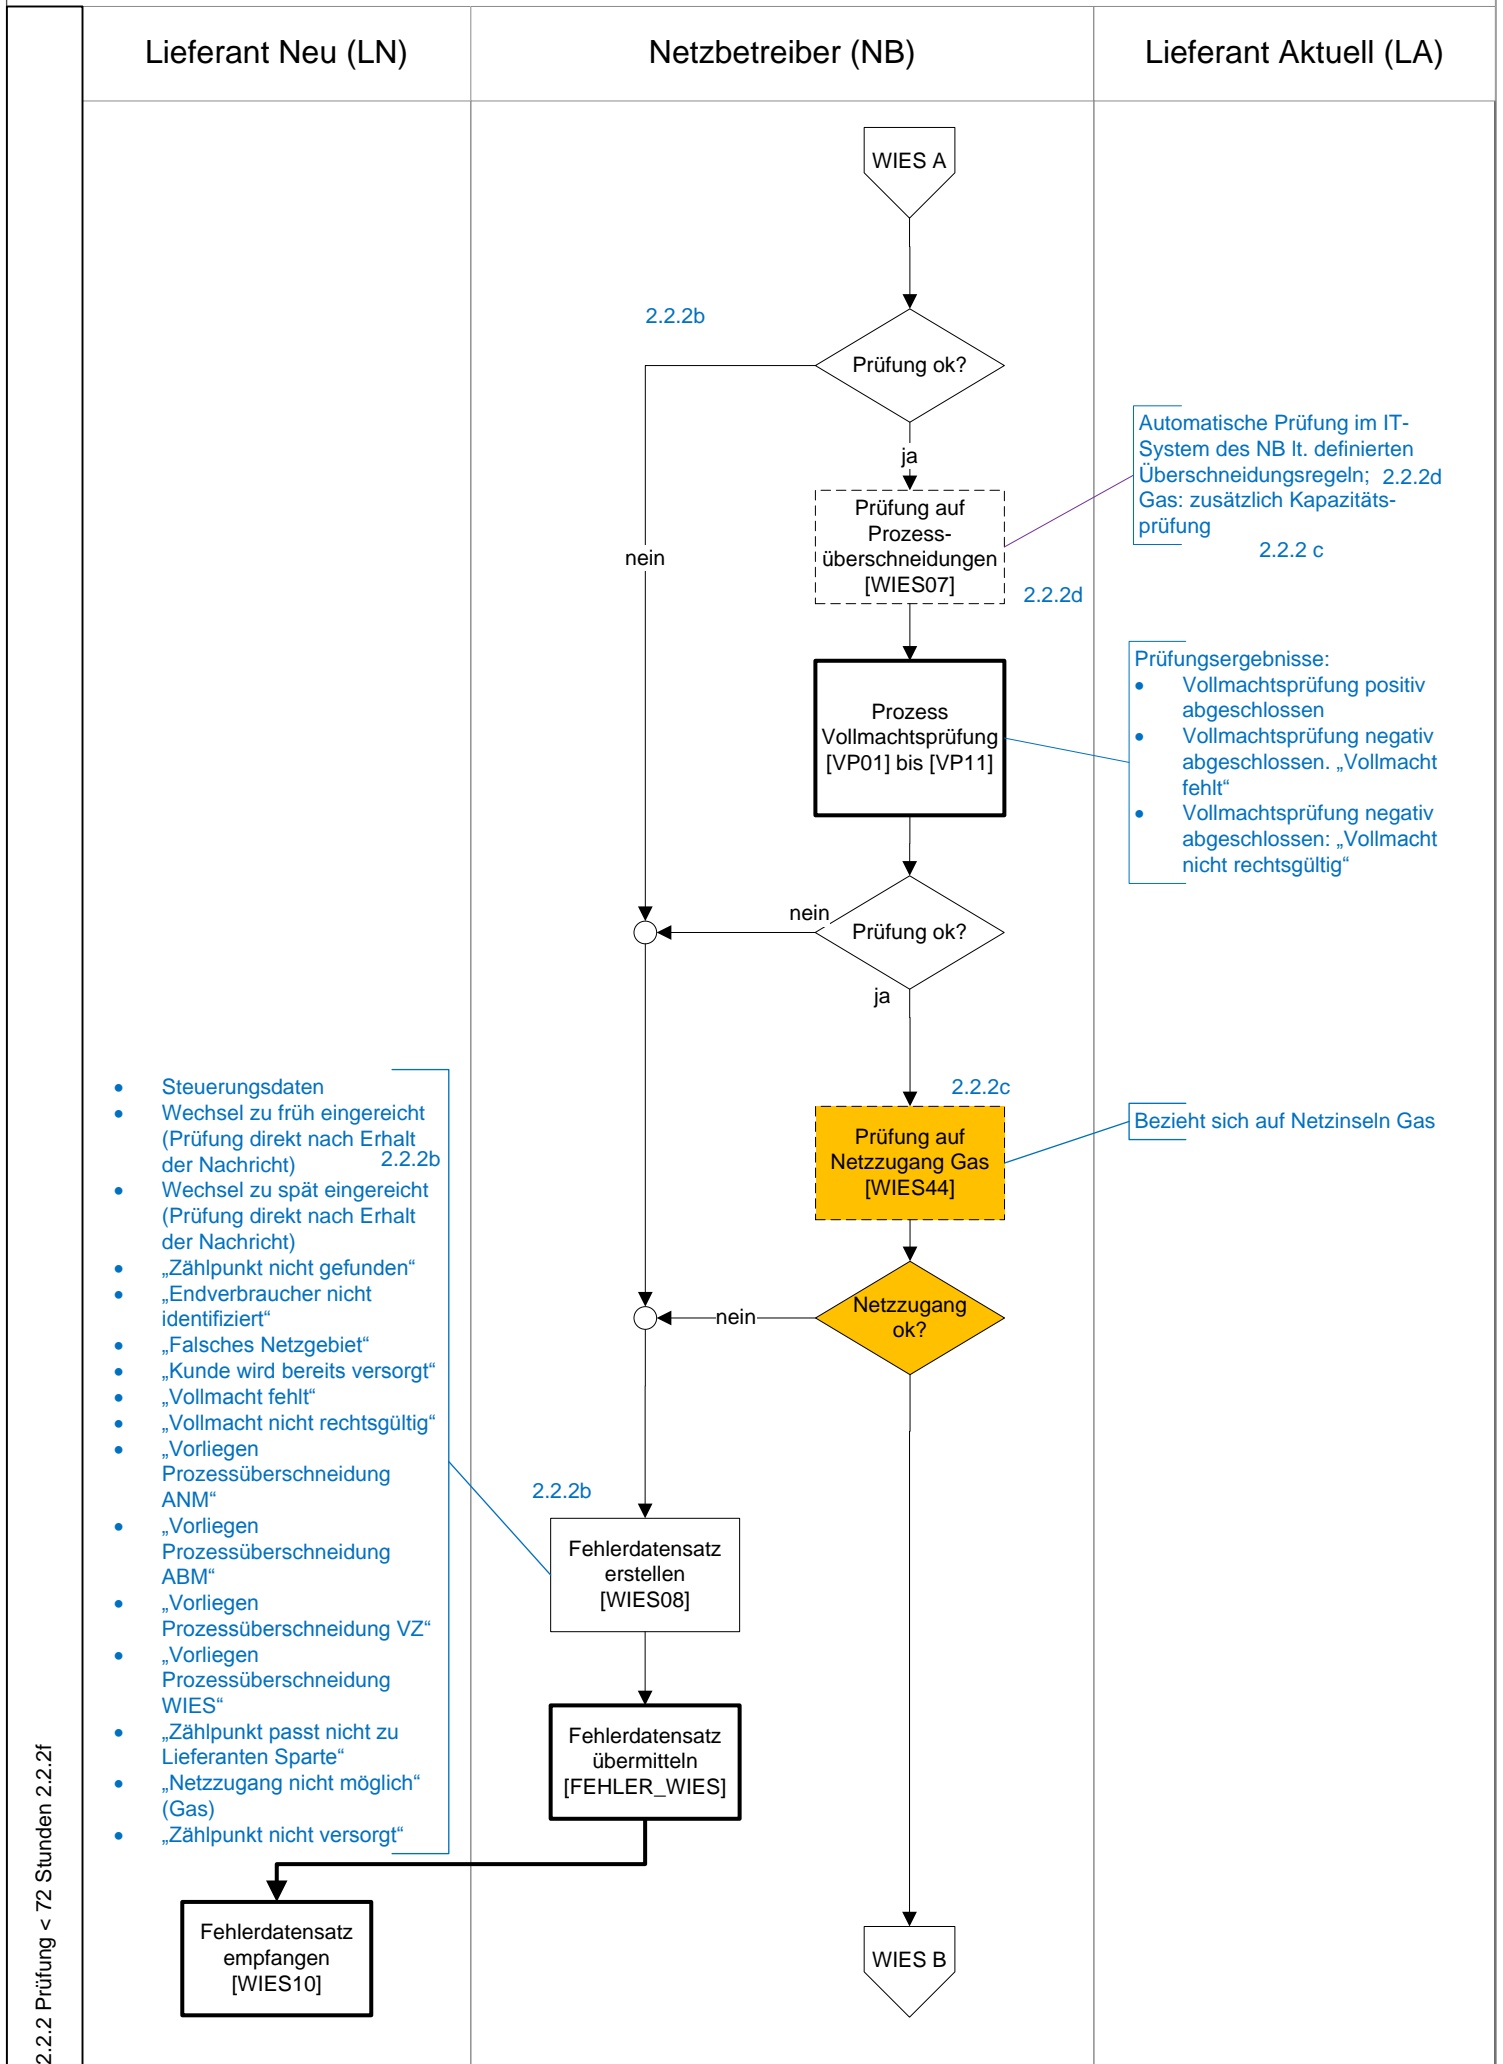 Lieferant Neu (LN)
Netzbetreiber (NB)
Lieferant Aktuell (LA)
WIES A
2.2.2b
Prüfung ok?
ja
nein
Prüfung auf
Prozess-
überschneidungen
[WIES07]
2.2.2d
Automatische Prüfung im IT-
System des NB lt. definierten
Überschneidungsregeln; 2.2.2d
Gas: zusätzlich Kapazitäts-
prüfung
2.2.2 c
Prozess
Vollmachtsprüfung
[VP01] bis [VP11]
Prüfungsergebnisse:
• Vollmachtsprüfung positiv
abgeschlossen
• Vollmachtsprüfung negativ
abgeschlossen. „Vollmacht
fehlt“
• Vollmachtsprüfung negativ
abgeschlossen: „Vollmacht
nicht rechtsgültig“
nein
Prüfung ok?
ja
2.2.2c
Prüfung auf
Netzzugang Gas
[WIES44]
Bezieht sich auf Netzinseln Gas
Netzzugang
ok?
nein
• Steuerungsdaten
• Wechsel zu früh eingereicht
(Prüfung direkt nach Erhalt
der Nachricht) 2.2.2b
• Wechsel zu spät eingereicht
(Prüfung direkt nach Erhalt
der Nachricht)
• „Zählpunkt nicht gefunden“
• „Endverbraucher nicht
identifiziert“
• „Falsches Netzgebiet“
• „Kunde wird bereits versorgt“
• „Vollmacht fehlt“
• „Vollmacht nicht rechtsgültig“
• „Vorliegen
Prozessüberschneidung
ANM“
• „Vorliegen
Prozessüberschneidung
ABM“
• „Vorliegen
Prozessüberschneidung VZ“
• „Vorliegen
Prozessüberschneidung
WIES“
• „Zählpunkt passt nicht zu
Lieferanten Sparte“
• „Netzzugang nicht möglich“
(Gas)
• „Zählpunkt nicht versorgt“
2.2.2b
Fehlerdatensatz
erstellen
[WIES08]
Fehlerdatensatz
übermitteln
[FEHLER_WIES]
Fehlerdatensatz
empfangen
[WIES10]
WIES B
2.2.2 Prüfung < 72 Stunden 2.2.2f